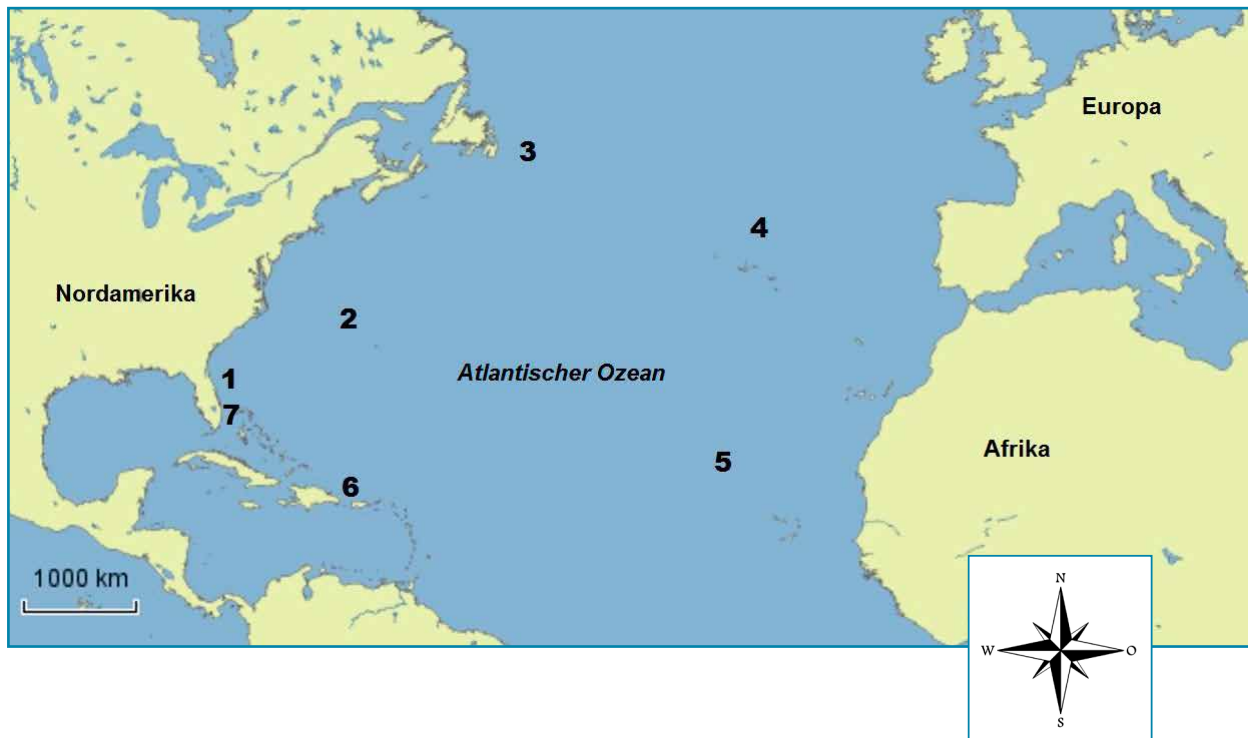 Europa
3
4
Nordamerika
2
Atlantischer Ozean
1
7
Afrika
5
6
1000 km
N
W
O
S